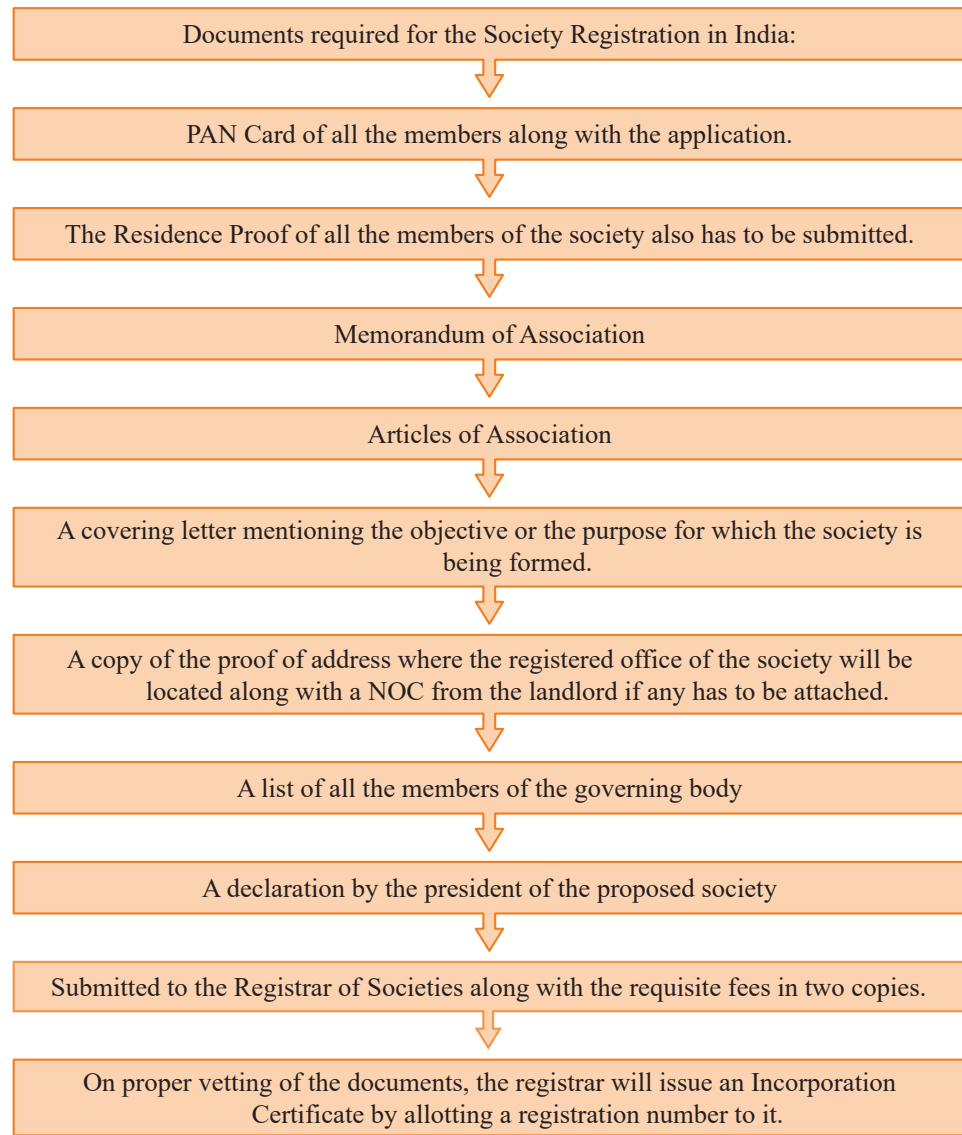 Documents required for the Society Registration in India:
PAN Card of all the members along with the application.
The Residence Proof of all the members of the society also has to be submitted.
Memorandum of Association
Articles of Association
A covering letter mentioning the objective or the purpose for which the society is
being formed.
A copy of the proof of address where the registered office of the society will be
located along with a NOC from the landlord if any has to be attached.
A list of all the members of the governing body
A declaration by the president of the proposed society
Submitted to the Registrar of Societies along with the requisite fees in two copies.
On proper vetting of the documents, the registrar will issue an Incorporation
Certificate by allotting a registration number to it.